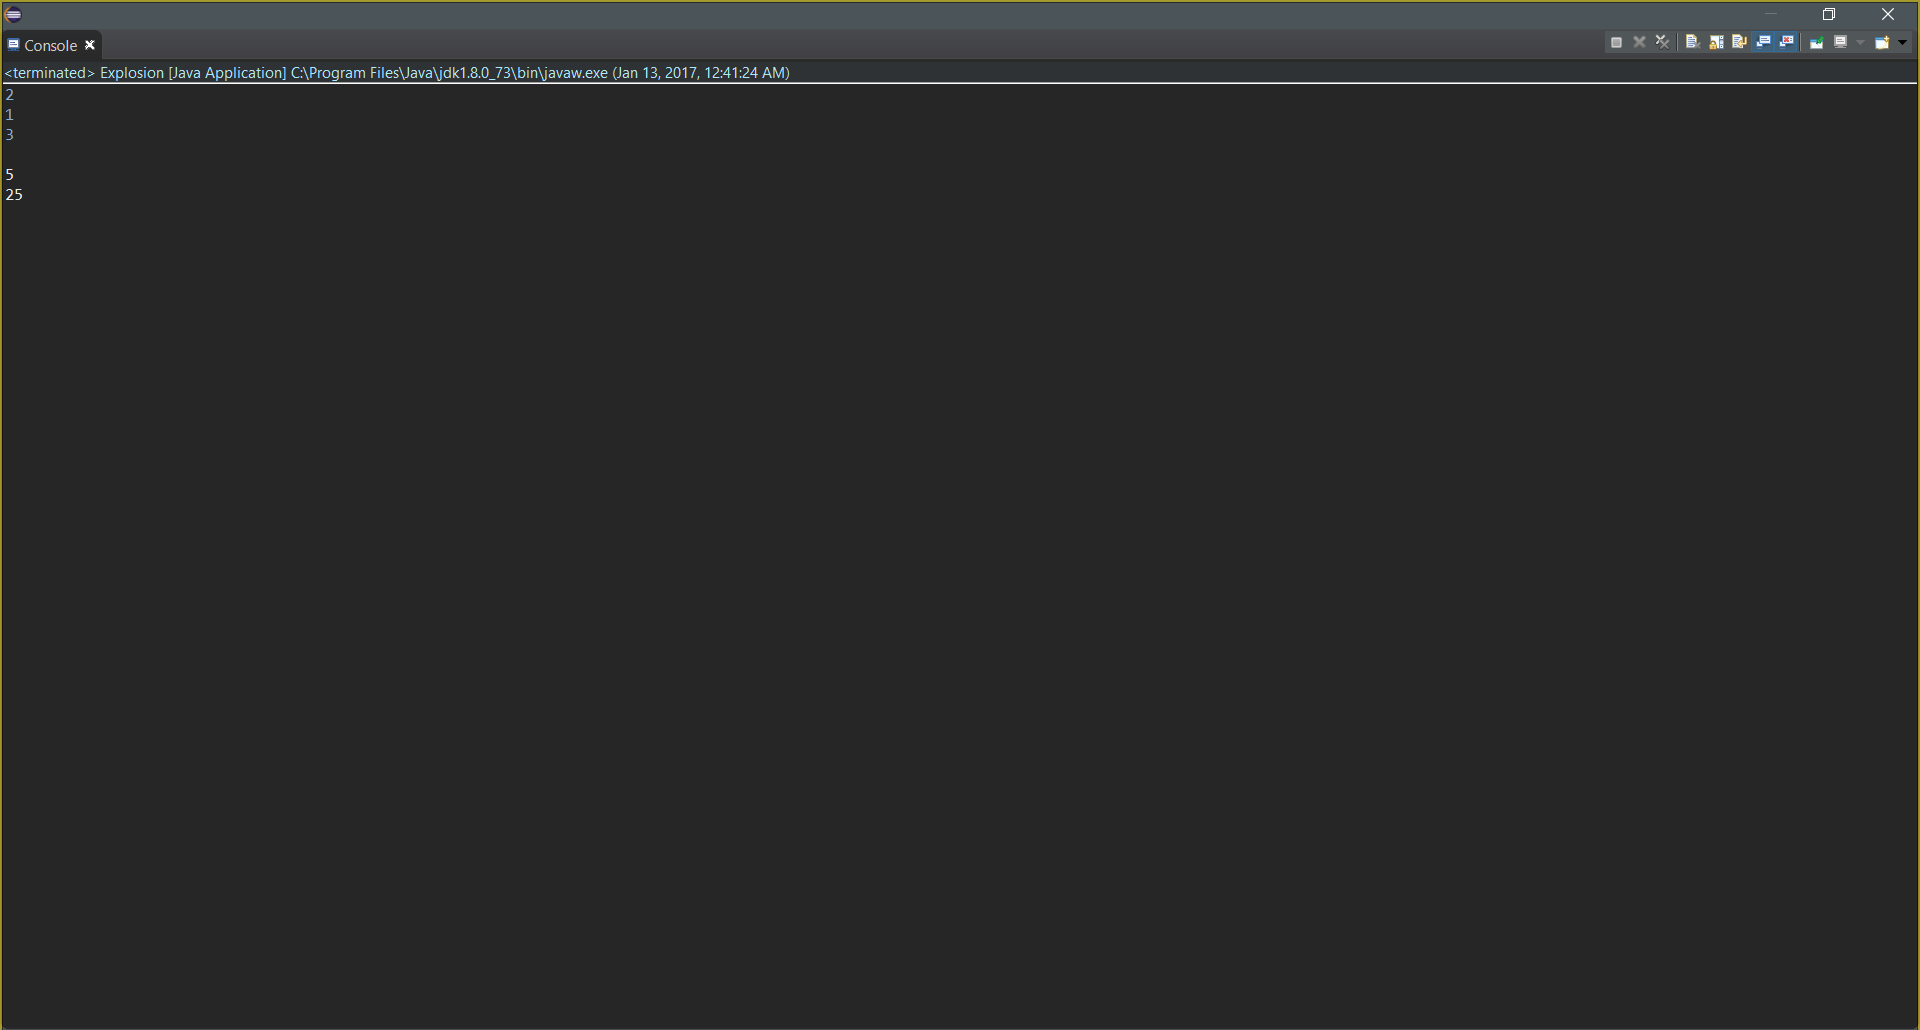 Console
<terminated> Explosion [Java Application] C:\Program Files\Java\jdk1.8.0_73\bin\javaw.exe (Jan 13, 2017, 12:41:24 AM)
2
1
3
5
25